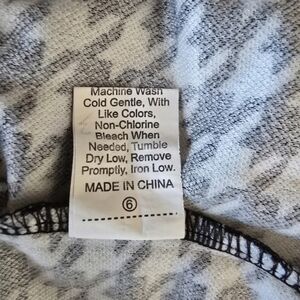 Machine Wash
Cold Gentle, With
Like Colors,
Non-Chlorine
Bleach When
Needed, Tumble
Dry Low, Remove
Promptly, Iron Low.
MADE IN CHINA
6